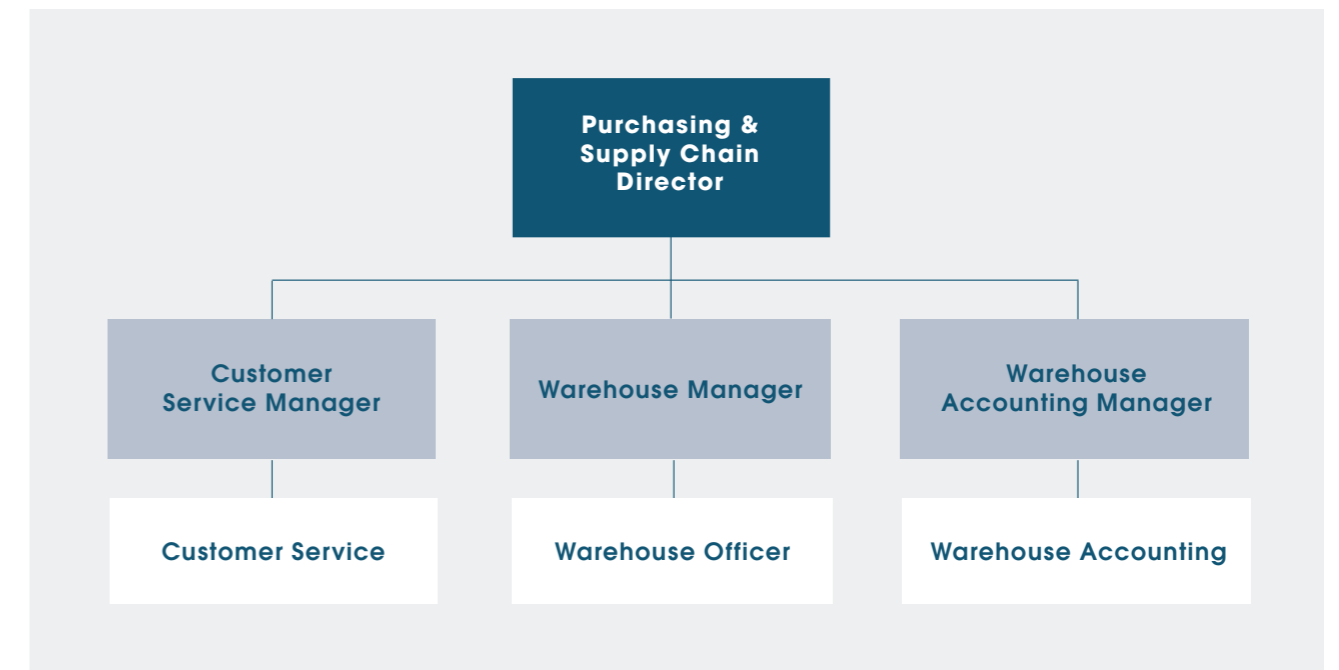 Purchasing &
Supply Chain
Director
Customer
Service Manager
Warehouse Manager
Warehouse
Accounting Manager
Customer Service
Warehouse Officer
Warehouse Accounting